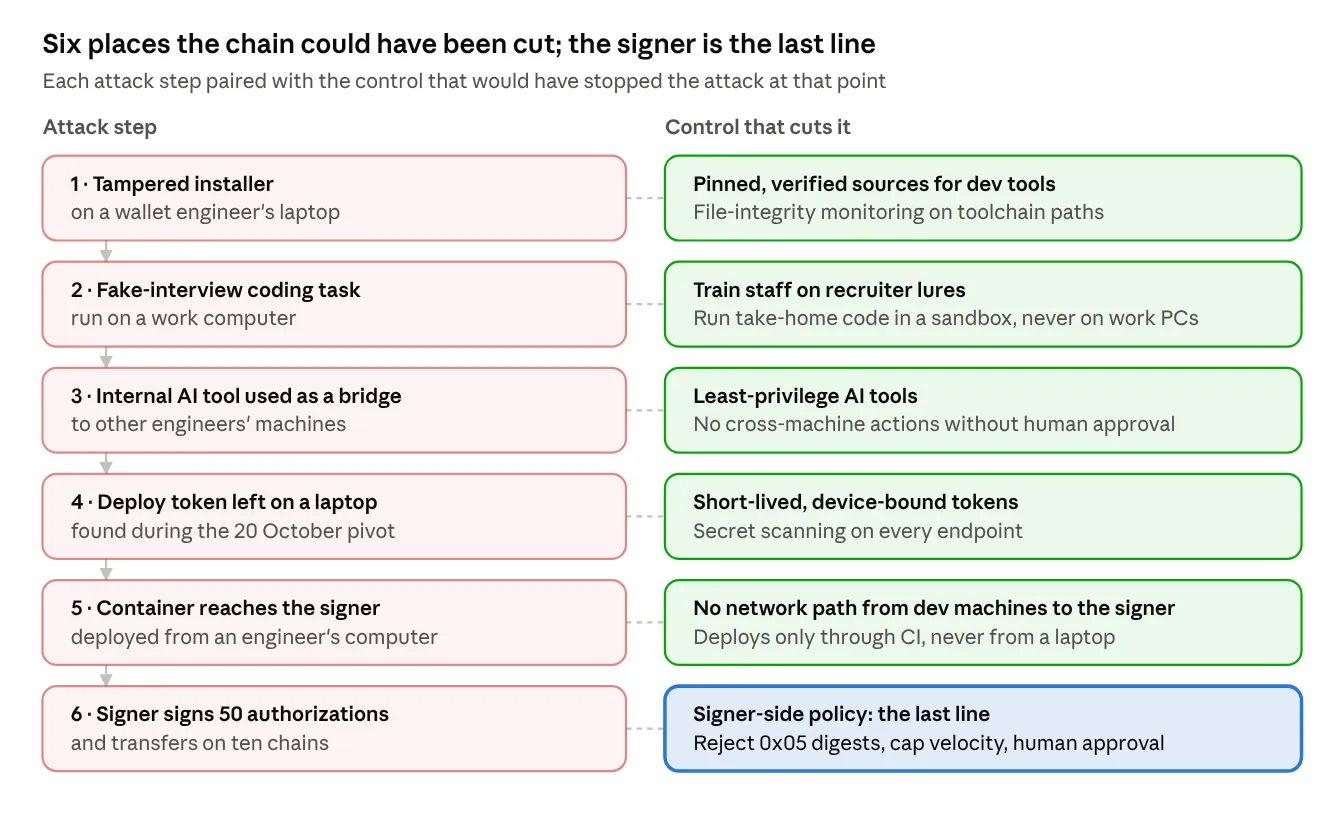 Six places the chain could have been cut; the signer is the last line
Each attack step paired with the control that would have stopped the attack at that point
Attack step
Control that cuts it
1 · Tampered installer
on a wallet engineer's laptop
Pinned, verified sources for dev tools
File-integrity monitoring on toolchain paths
2 · Fake-interview coding task
run on a work computer
Train staff on recruiter lures
Run take-home code in a sandbox, never on work PCs
3 · Internal AI tool used as a bridge
to other engineers' machines
Least-privilege AI tools
No cross-machine actions without human approval
4 · Deploy token left on a laptop
found during the 20 October pivot
Short-lived, device-bound tokens
Secret scanning on every endpoint
5 · Container reaches the signer
deployed from an engineer's computer
No network path from dev machines to the signer
Deploys only through CI, never from a laptop
6 · Signer signs 50 authorizations
and transfers on ten chains
Signer-side policy: the last line
Reject 0x05 digests, cap velocity, human approval